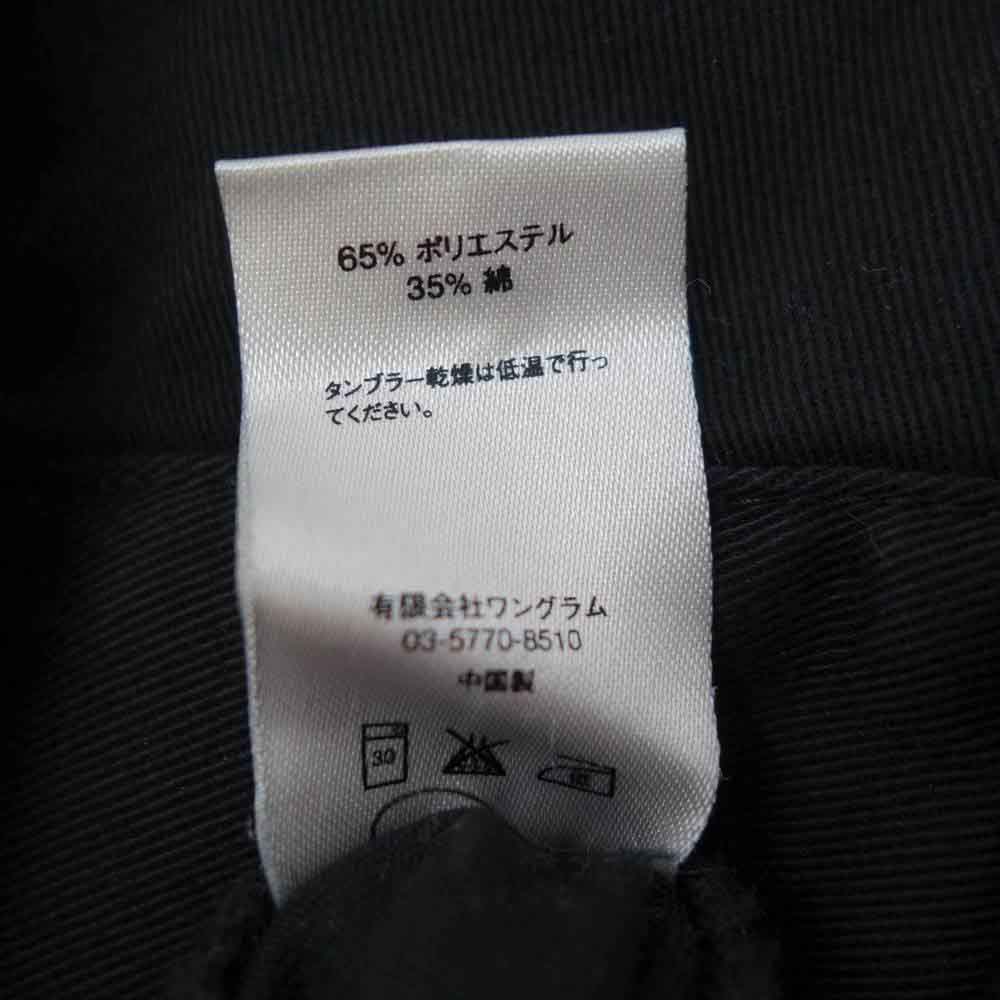 65% ポリエステル
35% 綿
タンブラー乾燥は低温で行っ
てください。
有限会社ワングラム
03-5770-8510
中国製
30